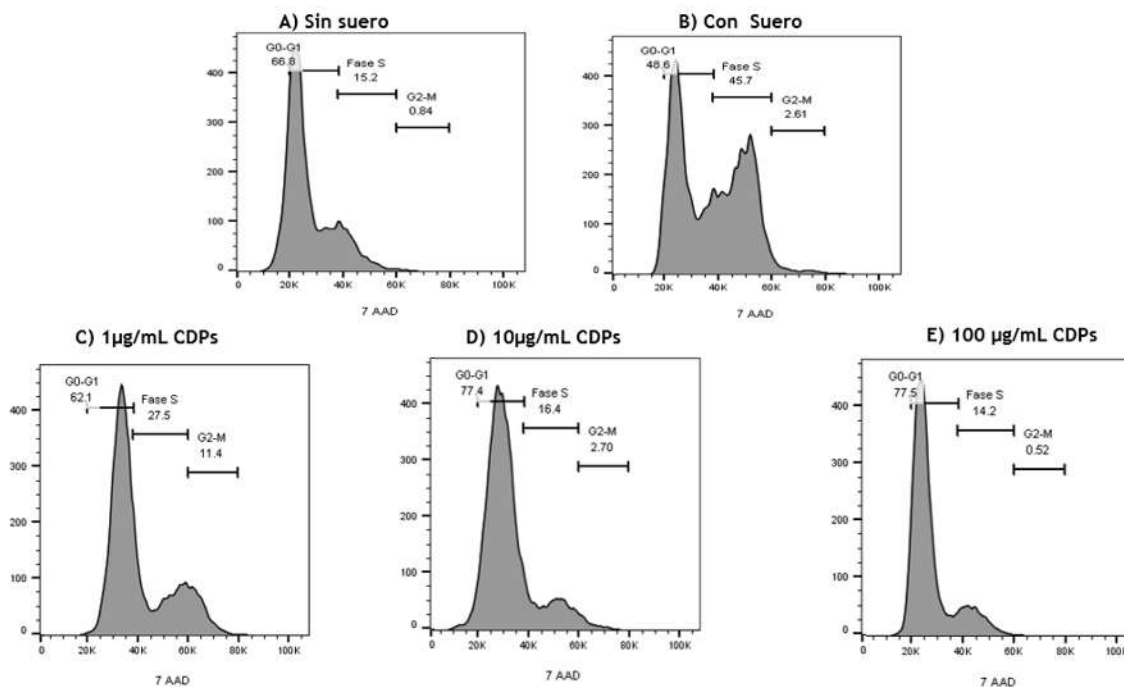 A) Sin suero
G0-G1
66.8
Fase S
15.2
G2-M
0.84
400
300
200
100
0
0 20K 40K 60K 80K 100K
7 AAD
B) Con Suero
G0-G1
48.6
Fase S
45.7
G2-M
2.61
400
300
200
100
0
0 20K 40K 60K 80K 100K
7 AAD
C) 1µg/mL CDPs
G0-G1
62.1
Fase S
27.5
G2-M
11.4
400
300
200
100
0
0 20K 40K 60K 80K 100K
7 AAD
D) 10µg/mL CDPs
G0-G1
77.4
Fase S
16.4
G2-M
2.70
400
300
200
100
0
0 20K 40K 60K 80K 100K
7 AAD
E) 100 µg/mL CDPs
G0-G1
77.5
Fase S
14.2
G2-M
0.52
400
300
200
100
0
0 20K 40K 60K 80K 100K
7 AAD